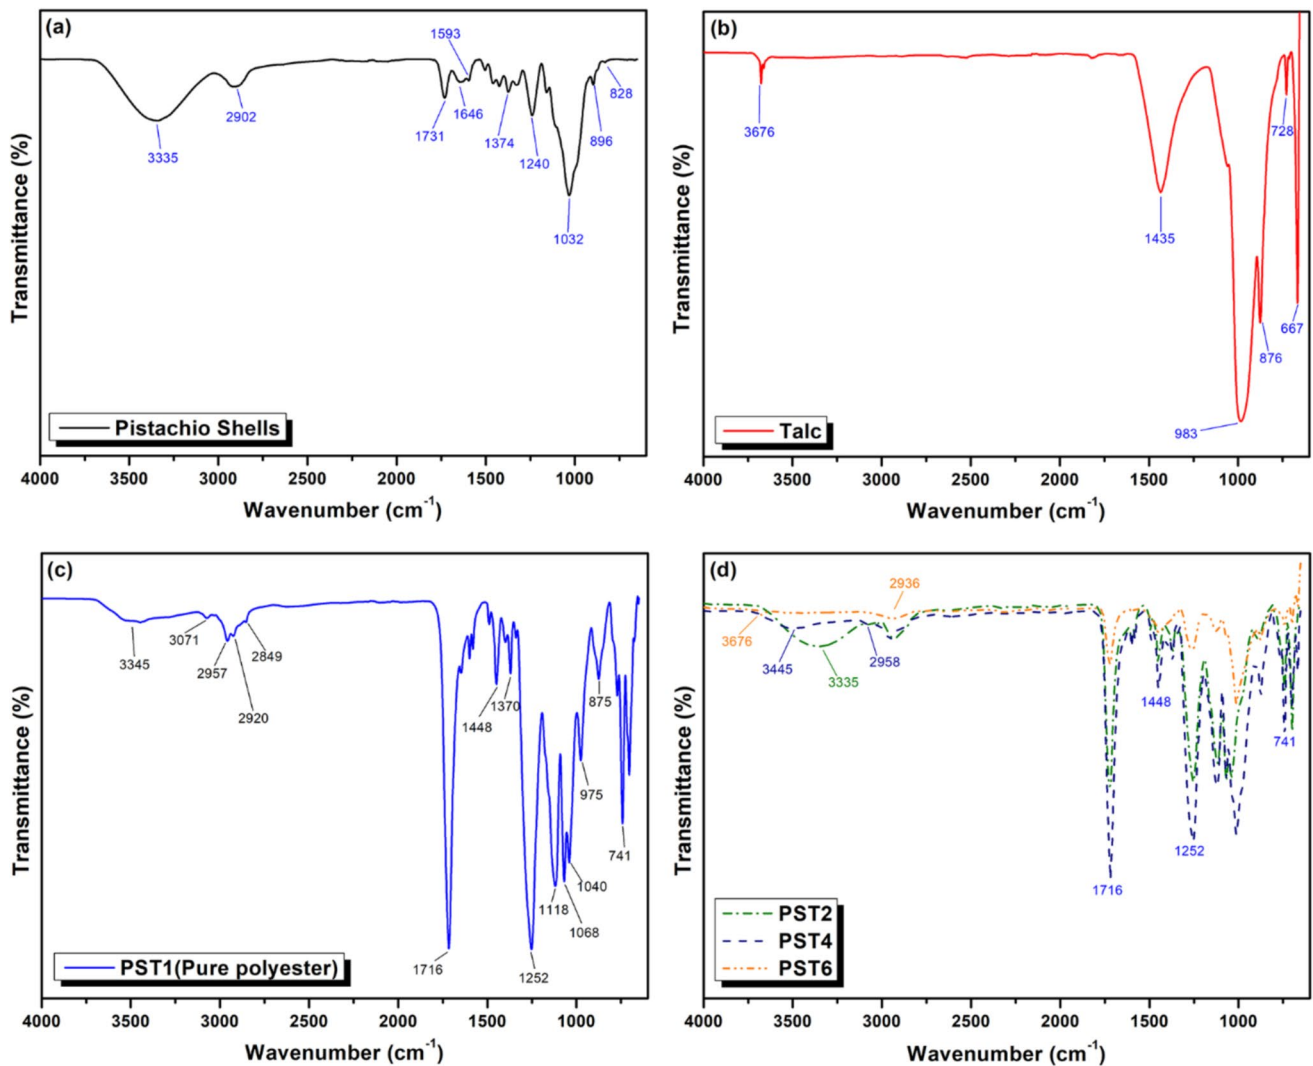 (a)
1593
3335
2902
1731
1646
1374
1240
1032
896
828
Transmittance (%)
Pistachio Shells
4000 3500 3000 2500 2000 1500 1000
Wavenumber (cm⁻¹)
(b)
3676
1435
983
876
728
667
Transmittance (%)
Talc
4000 3500 3000 2500 2000 1500 1000
Wavenumber (cm⁻¹)
(c)
3345
3071
2957
2920
2849
1716
1448
1370
1252
1118
1068
1040
975
875
741
Transmittance (%)
PST1(Pure polyester)
4000 3500 3000 2500 2000 1500 1000
Wavenumber (cm⁻¹)
(d)
2936
3676
3445
3335
2958
1716
1448
1252
741
Transmittance (%)
PST2
PST4
PST6
4000 3500 3000 2500 2000 1500 1000
Wavenumber (cm⁻¹)